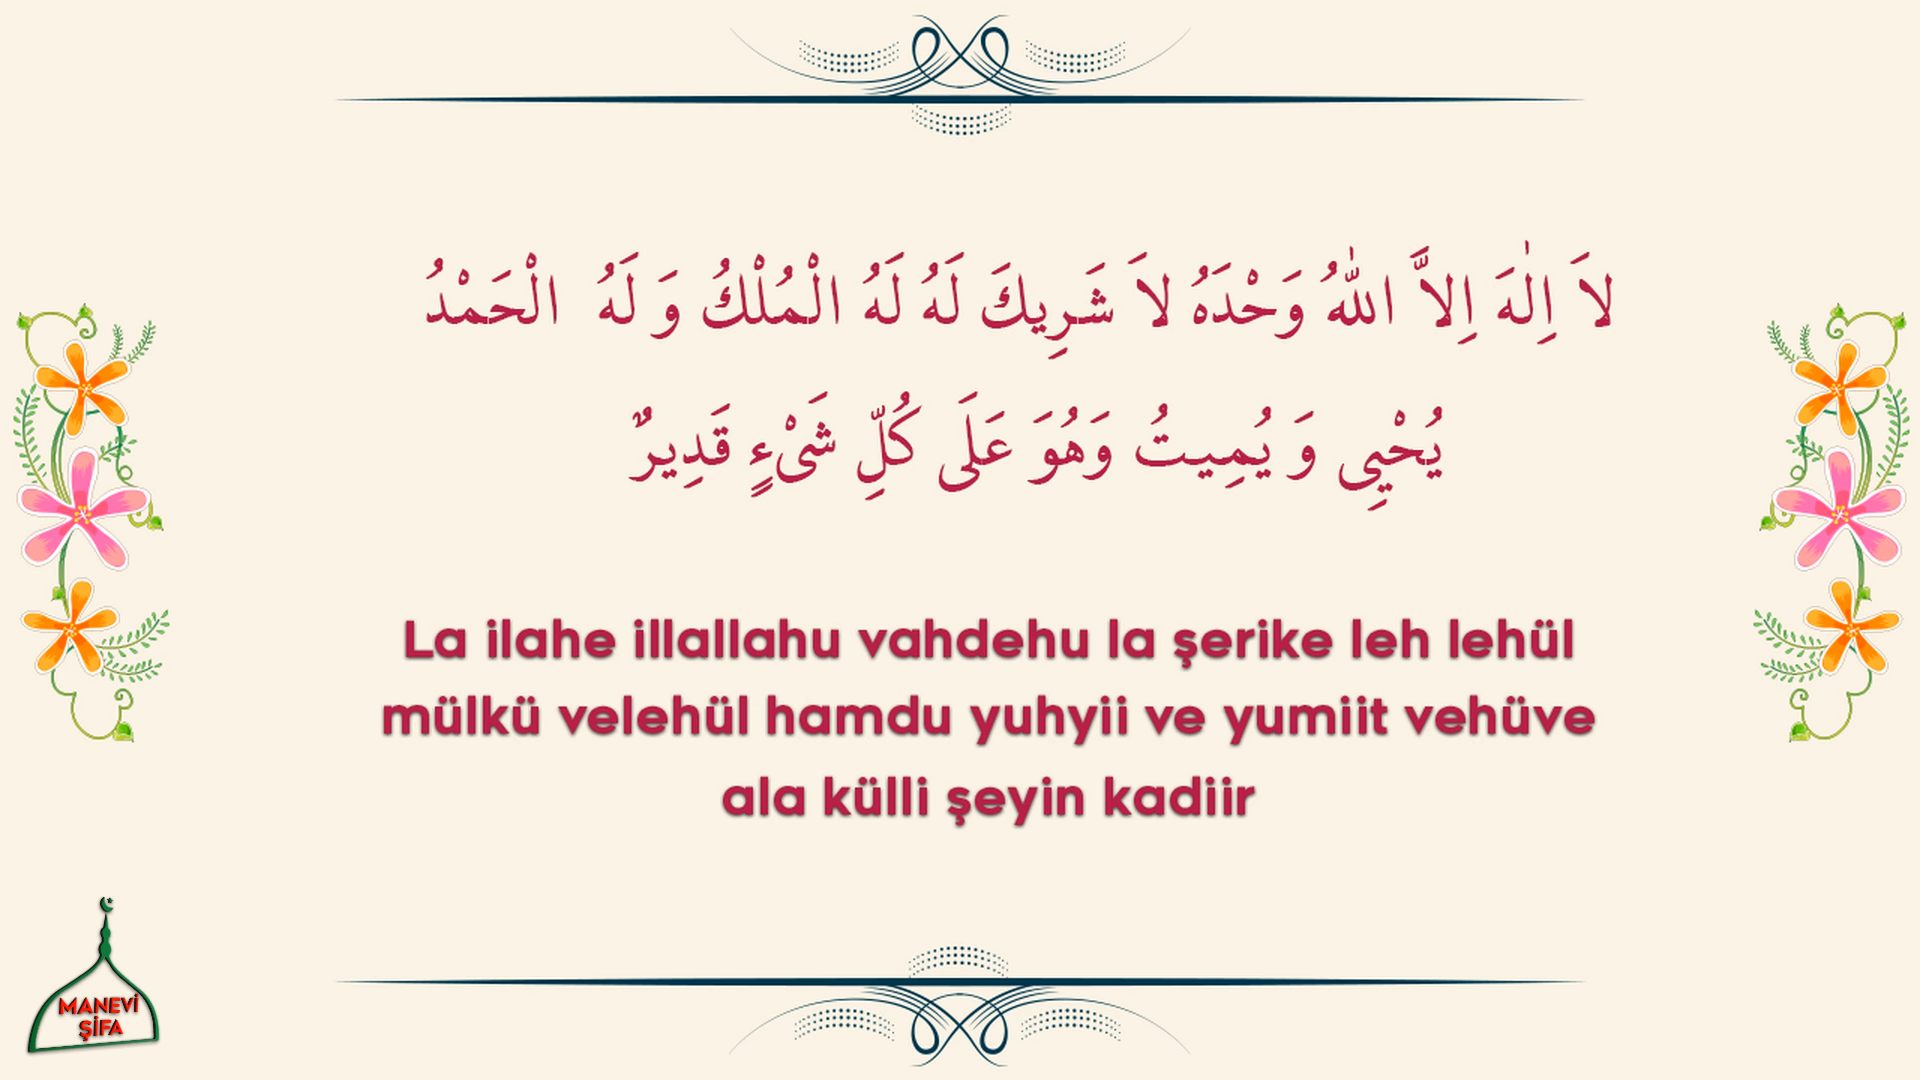 لاَ اِلٰهَ اِلاَّ اللّٰهُ وَحْدَهُ لاَ شَرِيكَ لَهُ لَهُ الْمُلْكُ وَ لَهُ الْحَمْدُ
يُحْيِى وَ يُمِيتُ وَهُوَ عَلَى كُلِّ شَىْءٍ قَدِيرٌ
La ilahe illallahu vahdehu la şerike leh lehül
mülkü velehül hamdu yuhyii ve yumiit vehüve
ala külli şeyin kadiir
MANEVİ
ŞİFA